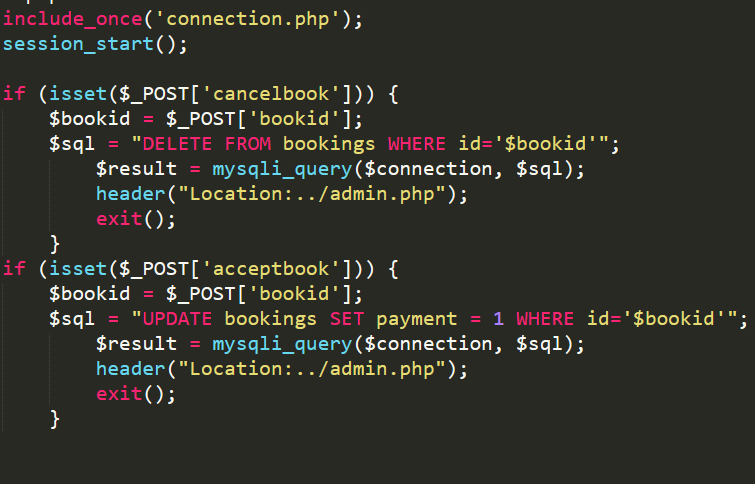 include_once('connection.php');
session_start();
if (isset($_POST['cancelbook'])) {
$bookid = $_POST['bookid'];
$sql = "DELETE FROM bookings WHERE id='$bookid'";
$result = mysqli_query($connection, $sql);
header("Location:../admin.php");
exit();
}
if (isset($_POST['acceptbook'])) {
$bookid = $_POST['bookid'];
$sql = "UPDATE bookings SET payment = 1 WHERE id='$bookid'";
$result = mysqli_query($connection, $sql);
header("Location:../admin.php");
exit();
}